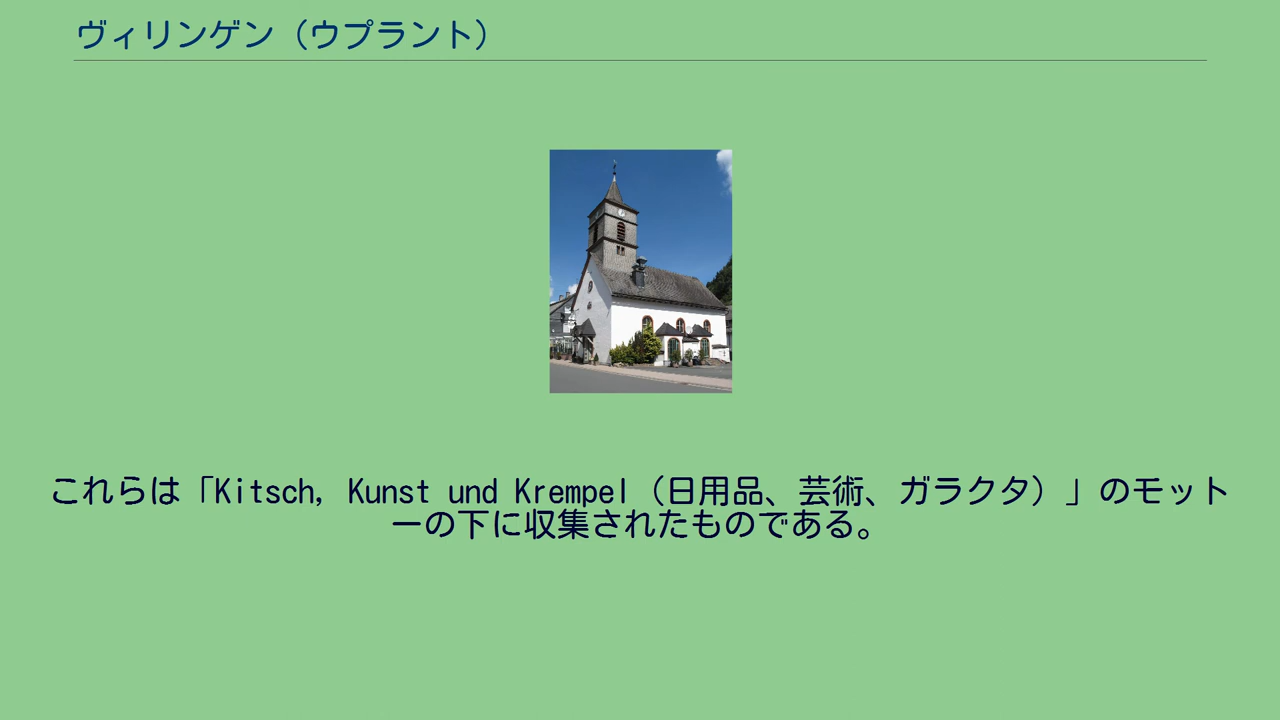 ヴィリンゲン（ウプラント）
これらは「Kitsch, Kunst und Krempel（日用品、芸術、ガラクタ）」のモット
ーの下に収集されたものである。